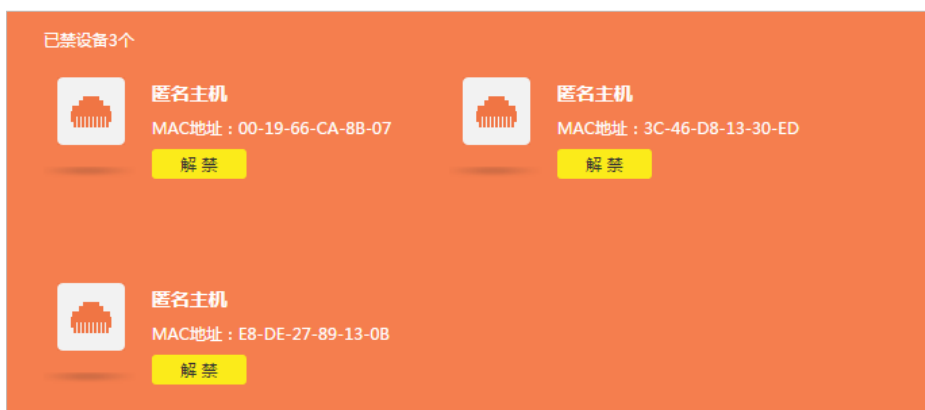 已禁设备3个
匿名主机
MAC地址：00-19-66-CA-8B-07
解禁
匿名主机
MAC地址：3C-46-D8-13-30-ED
解禁
匿名主机
MAC地址：E8-DE-27-89-13-0B
解禁